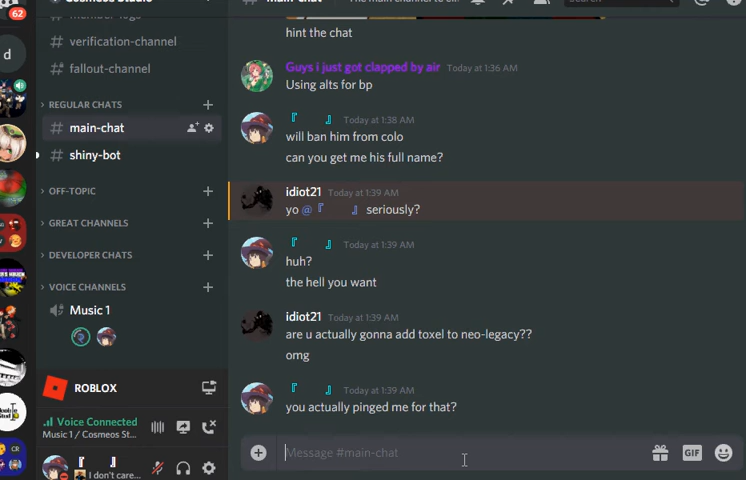 62
d
verification-channel
fallout-channel
REGULAR CHATS
main-chat
shiny-bot
OFF-TOPIC
GREAT CHANNELS
DEVELOPER CHATS
VOICE CHANNELS
Music 1
ROBLOX
Voice Connected
Music 1 / Cosmeos St...
『 』
I don't care...
hint the chat
Guys i just got clapped by air Today at 1:36 AM
Using alts for bp
『 』 Today at 1:38 AM
will ban him from colo
can you get me his full name?
idiot21 Today at 1:39 AM
yo @『 』 seriously?
『 』 Today at 1:39 AM
huh?
the hell you want
idiot21 Today at 1:39 AM
are u actually gonna add toxel to neo-legacy??
omg
『 』 Today at 1:39 AM
you actually pinged me for that?
Message #main-chat
GIF